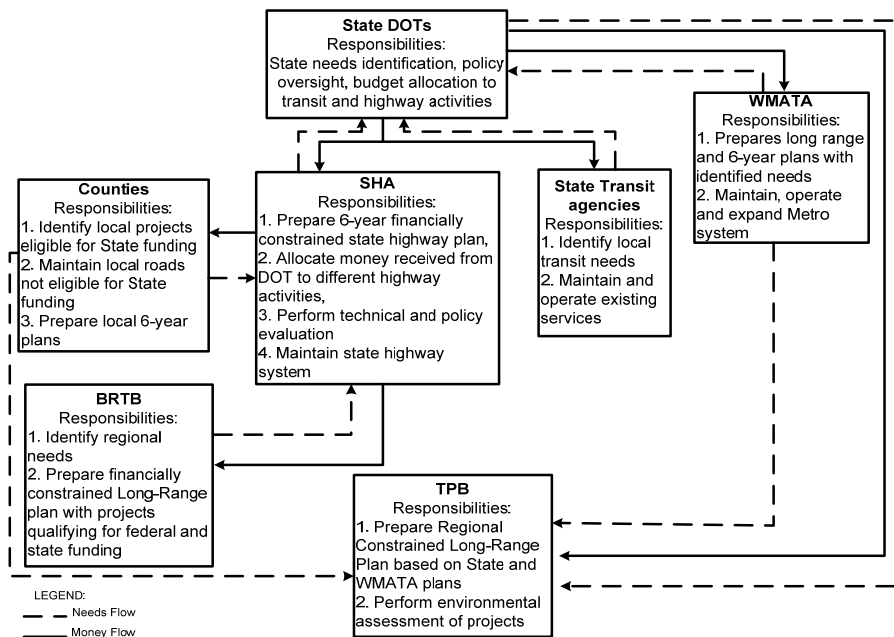 State DOTs
Responsibilities:
State needs identification, policy
oversight, budget allocation to
transit and highway activities
WMATA
Responsibilities:
1. Prepares long range
and 6-year plans with
identified needs
2. Maintain, operate
and expand Metro
system
Counties
Responsibilities:
1. Identify local projects
eligible for State funding
2. Maintain local roads
not eligible for State
funding
3. Prepare local 6-year
plans
SHA
Responsibilities:
1. Prepare 6-year financially
constrained state highway plan,
2. Allocate money received from
DOT to different highway
activities,
3. Perform technical and policy
evaluation
4. Maintain state highway
system
State Transit
agencies
Responsibilities:
1. Identify local
transit needs
2. Maintain and
operate existing
services
BRTB
Responsibilities:
1. Identify regional
needs
2. Prepare financially
constrained Long-Range
plan with projects
qualifying for federal and
state funding
TPB
Responsibilities:
1. Prepare Regional
Constrained Long-Range
Plan based on State and
WMATA plans
2. Perform environmental
assessment of projects
LEGEND:
Needs Flow
Money Flow